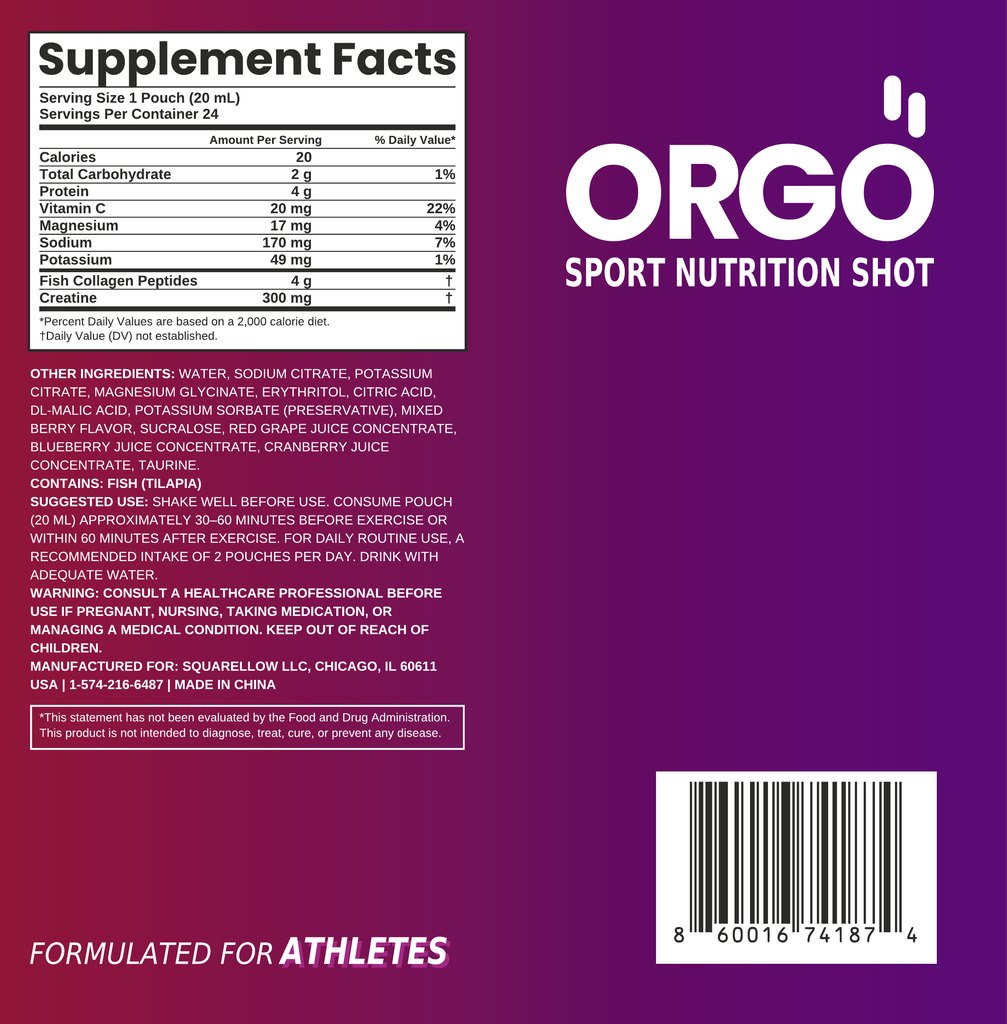 Supplement Facts
Serving Size 1 Pouch (20 mL)
Servings Per Container 24
Amount Per Serving % Daily Value*
Calories 20
Total Carbohydrate 2 g 1%
Protein 4 g
Vitamin C 20 mg 22%
Magnesium 17 mg 4%
Sodium 170 mg 7%
Potassium 49 mg 1%
Fish Collagen Peptides 4 g †
Creatine 300 mg †
*Percent Daily Values are based on a 2,000 calorie diet.
†Daily Value (DV) not established.
OTHER INGREDIENTS: WATER, SODIUM CITRATE, POTASSIUM
CITRATE, MAGNESIUM GLYCINATE, ERYTHRITOL, CITRIC ACID,
DL-MALIC ACID, POTASSIUM SORBATE (PRESERVATIVE), MIXED
BERRY FLAVOR, SUCRALOSE, RED GRAPE JUICE CONCENTRATE,
BLUEBERRY JUICE CONCENTRATE, CRANBERRY JUICE
CONCENTRATE, TAURINE.
CONTAINS: FISH (TILAPIA)
SUGGESTED USE: SHAKE WELL BEFORE USE. CONSUME POUCH
(20 ML) APPROXIMATELY 30–60 MINUTES BEFORE EXERCISE OR
WITHIN 60 MINUTES AFTER EXERCISE. FOR DAILY ROUTINE USE, A
RECOMMENDED INTAKE OF 2 POUCHES PER DAY. DRINK WITH
ADEQUATE WATER.
WARNING: CONSULT A HEALTHCARE PROFESSIONAL BEFORE
USE IF PREGNANT, NURSING, TAKING MEDICATION, OR
MANAGING A MEDICAL CONDITION. KEEP OUT OF REACH OF
CHILDREN.
MANUFACTURED FOR: SQUARELLOW LLC, CHICAGO, IL 60611
USA | 1-574-216-6487 | MADE IN CHINA
*This statement has not been evaluated by the Food and Drug Administration.
This product is not intended to diagnose, treat, cure, or prevent any disease.
FORMULATED FOR ATHLETES
ORGO
SPORT NUTRITION SHOT
8 60016 74187 4